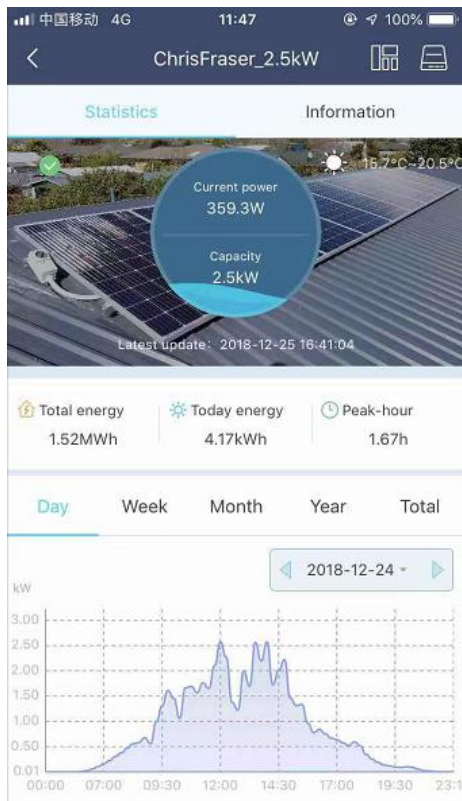 中国移动 4G 11:47 100%
ChrisFraser_2.5kW
Statistics Information
15.7°C~20.5°C
Current power
359.3W
Capacity
2.5kW
Latest update: 2018-12-25 16:41:04
Total energy Today energy Peak-hour
1.52MWh 4.17kWh 1.67h
Day Week Month Year Total
2018-12-24
kW
3.00
2.50
2.00
1.50
1.00
0.50
0.01
00:00 07:00 09:30 12:00 14:30 17:00 19:30 23:1